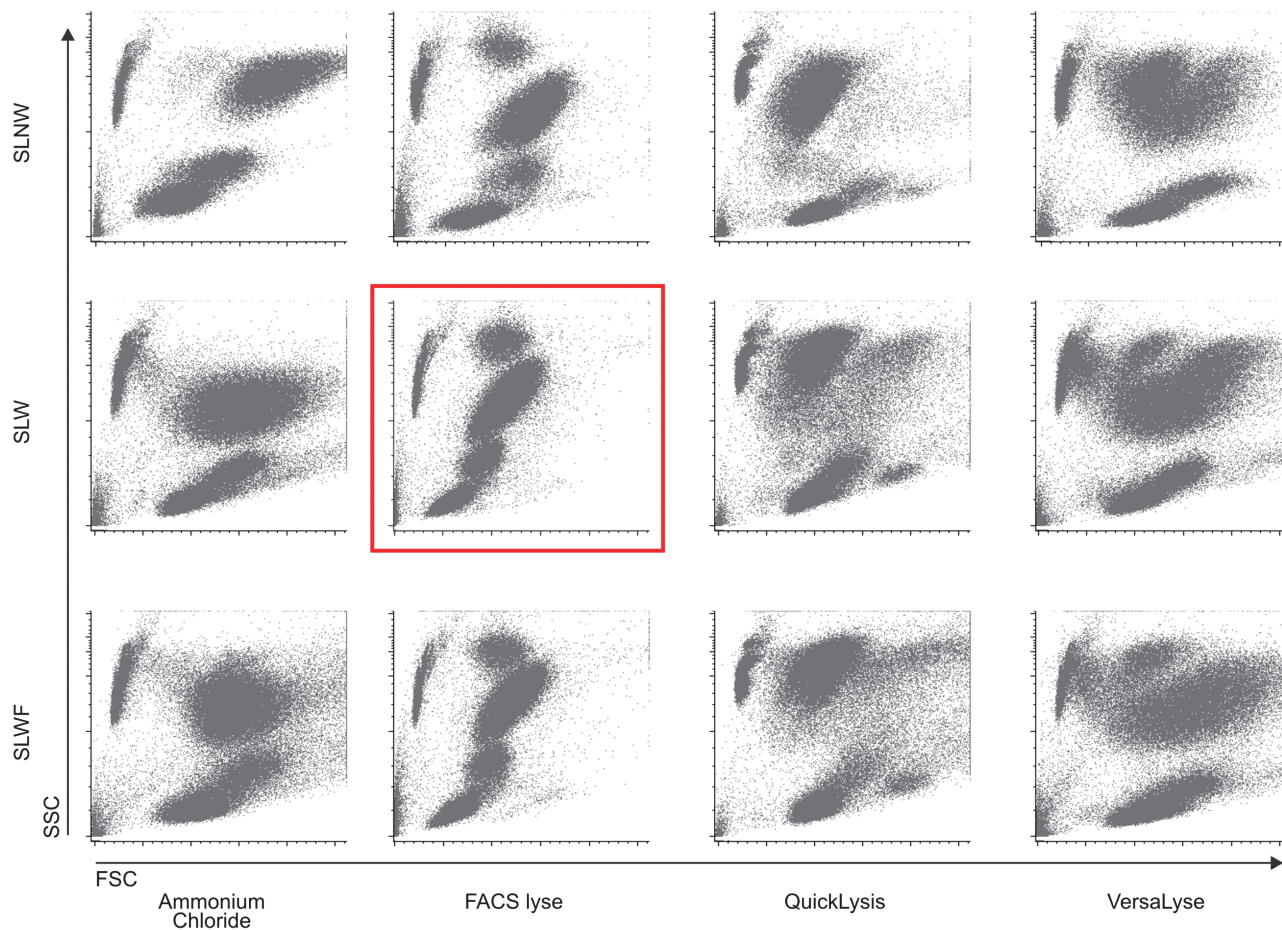 SLNW
SLW
SLWF
SSC
FSC
Ammonium
Chloride
FACS lyse
QuickLysis
VersaLyse